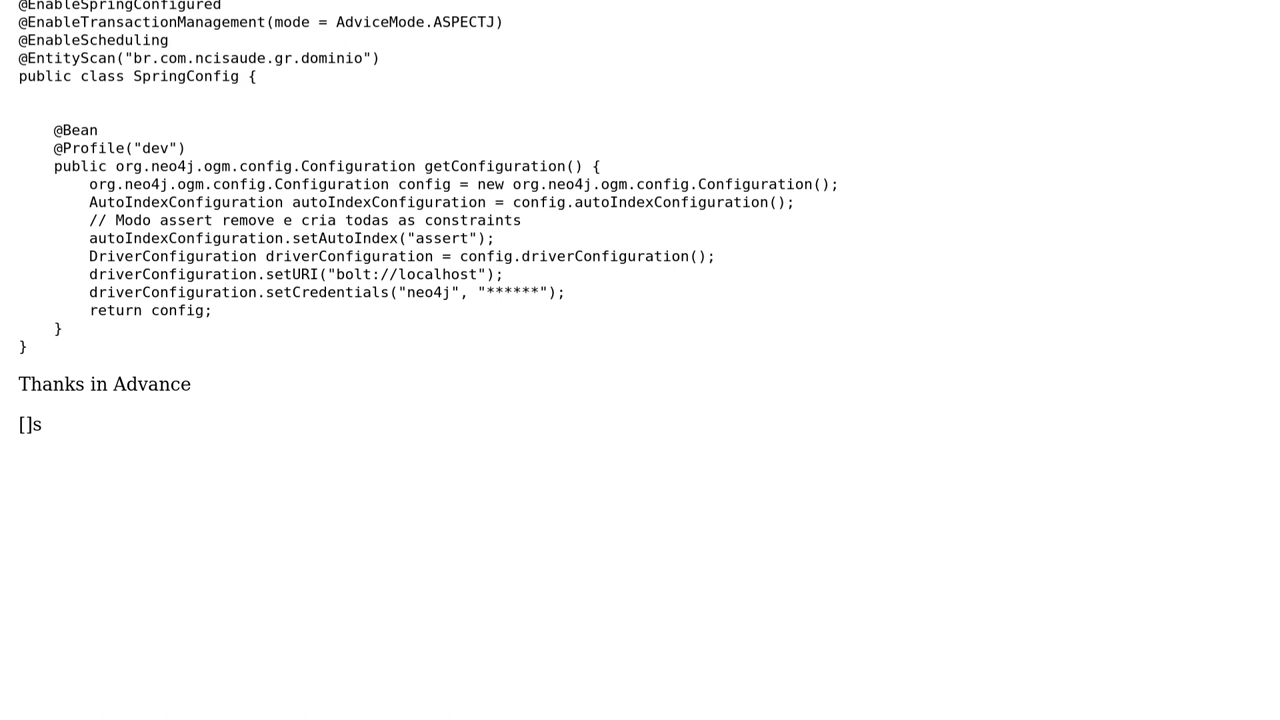 @EnableSpringConfigured
@EnableTransactionManagement(mode = AdviceMode.ASPECTJ)
@EnableScheduling
@EntityScan("br.com.ncisaude.gr.dominio")
public class SpringConfig {
    @Bean
    @Profile("dev")
    public org.neo4j.ogm.config.Configuration getConfiguration() {
        org.neo4j.ogm.config.Configuration config = new org.neo4j.ogm.config.Configuration();
        AutoIndexConfiguration autoIndexConfiguration = config.autoIndexConfiguration();
        // Modo assert remove e cria todas as constraints
        autoIndexConfiguration.setAutoIndex("assert");
        DriverConfiguration driverConfiguration = config.driverConfiguration();
        driverConfiguration.setURI("bolt://localhost");
        driverConfiguration.setCredentials("neo4j", "******");
        return config;
    }
}
Thanks in Advance
[]s